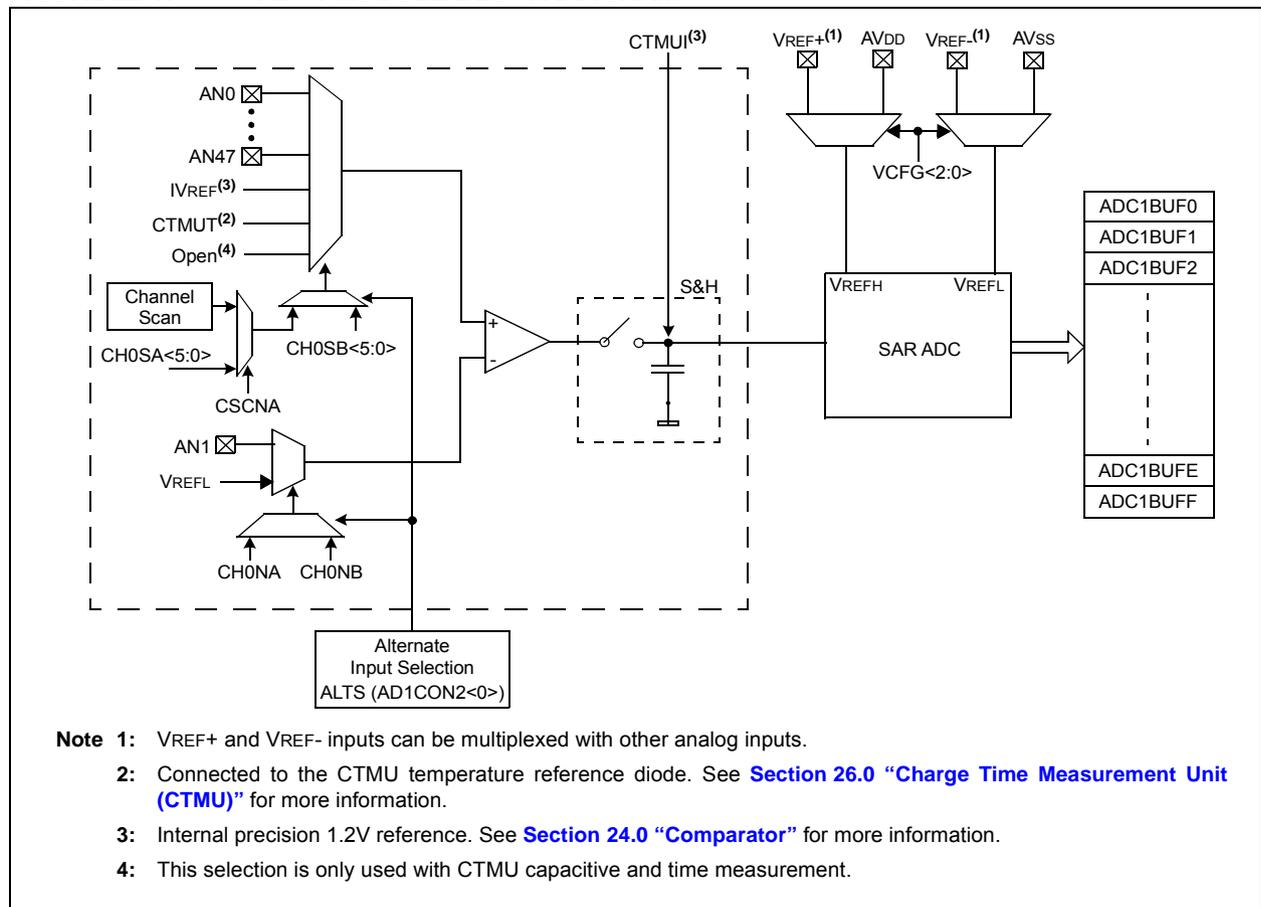 CTMUI(3)
VREF+(1) AVDD VREF-(1) AVSS
AN0
AN47
IVREF(3)
CTMUT(2)
Open(4)
VCFG<2:0>
ADC1BUF0
ADC1BUF1
ADC1BUF2
ADC1BUFE
ADC1BUFF
Channel
Scan
CH0SA<5:0>
CH0SB<5:0>
CSCNA
+
-
S&H
VREFH VREFL
SAR ADC
AN1
VREFL
CH0NA CH0NB
Alternate
Input Selection
ALTS (AD1CON2<0>)
Note 1: VREF+ and VREF- inputs can be multiplexed with other analog inputs.
2: Connected to the CTMU temperature reference diode. See Section 26.0 “Charge Time Measurement Unit
(CTMU)” for more information.
3: Internal precision 1.2V reference. See Section 24.0 “Comparator” for more information.
4: This selection is only used with CTMU capacitive and time measurement.